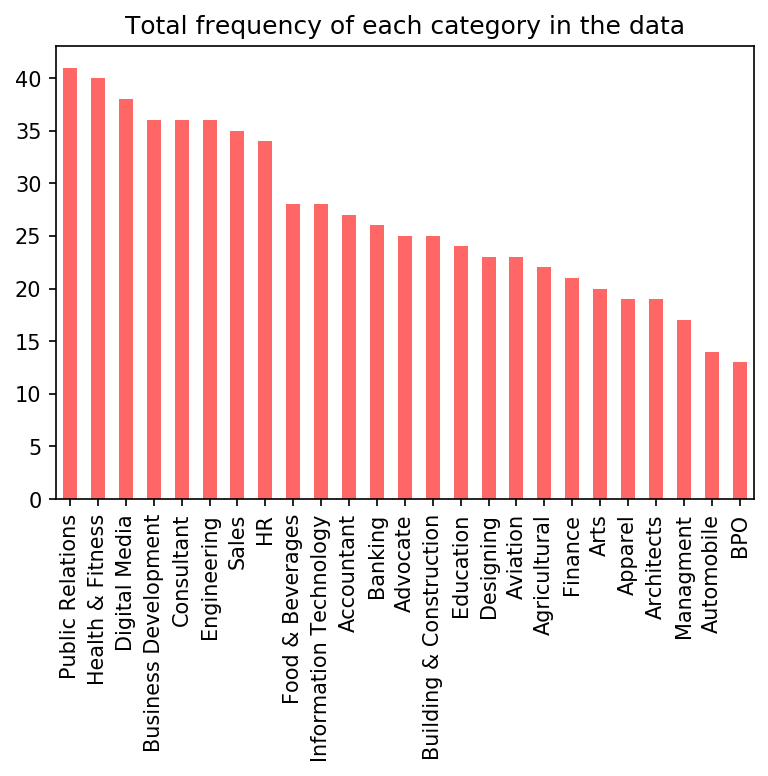 Total frequency of each category in the data
40
35
30
25
20
15
10
5
0
Public Relations
Health & Fitness
Digital Media
Business Development
Consultant
Engineering
Sales
HR
Food & Beverages
Information Technology
Accountant
Banking
Advocate
Building & Construction
Education
Designing
Aviation
Agricultural
Finance
Arts
Apparel
Architects
Managment
Automobile
BPO